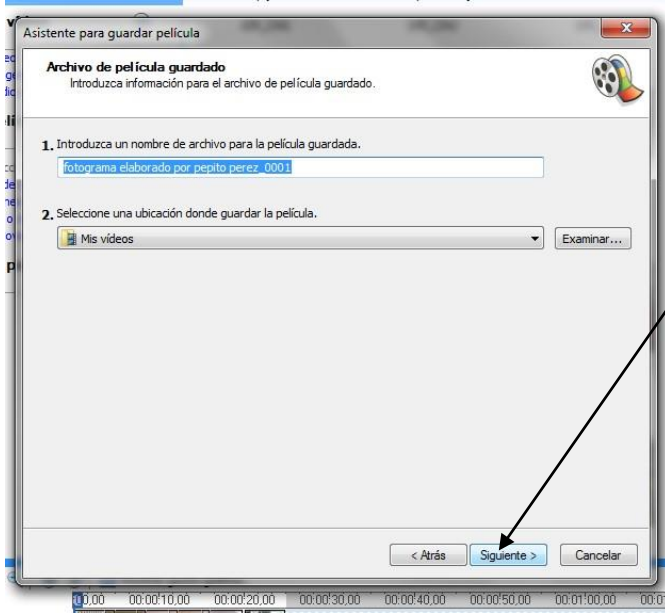 Asistente para guardar película
Archivo de película guardado
Introduzca información para el archivo de película guardado.
1. Introduzca un nombre de archivo para la película guardada.
fotograma elaborado por pepito perez_0001
2. Seleccione una ubicación donde guardar la película.
Mis vídeos
Examinar...
< Atrás
Siguiente >
Cancelar
0,00 00:00:10,00 00:00:20,00 00:00:30,00 00:00:40,00 00:00:50,00 00:01:00,00